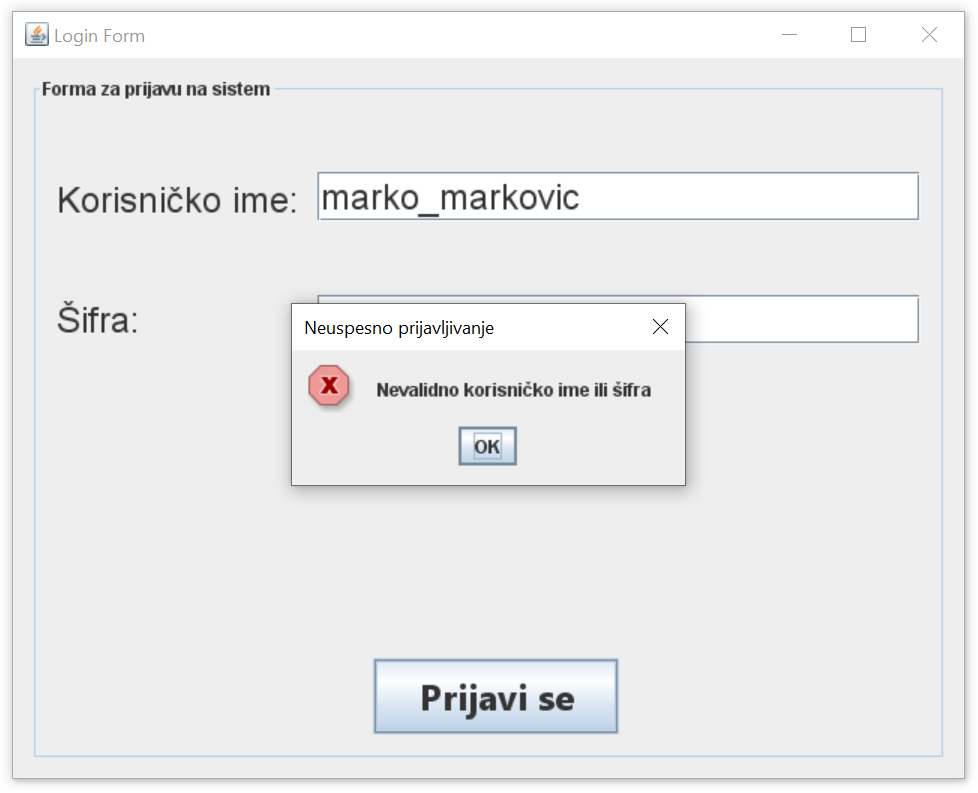 Login Form
Forma za prijavu na sistem
Korisničko ime: marko_markovic
Šifra:
Neuspesno prijavljivanje
X
Nevalidno korisničko ime ili šifra
OK
Prijavi se